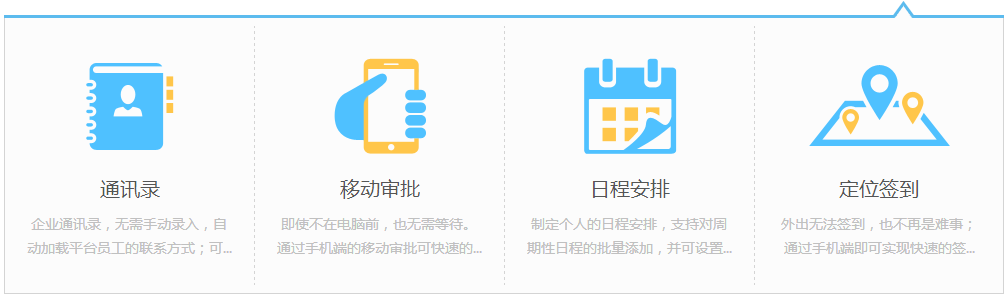 通讯录
企业通讯录，无需手动录入，自
动加载平台员工的联系方式；可...
移动审批
即使不在电脑前，也无需等待。
通过手机端的移动审批可快速的...
日程安排
制定个人的日程安排，支持对周
期性日程的批量添加，并可设置...
定位签到
外出无法签到，也不再是难事；
通过手机端即可实现快速的签...